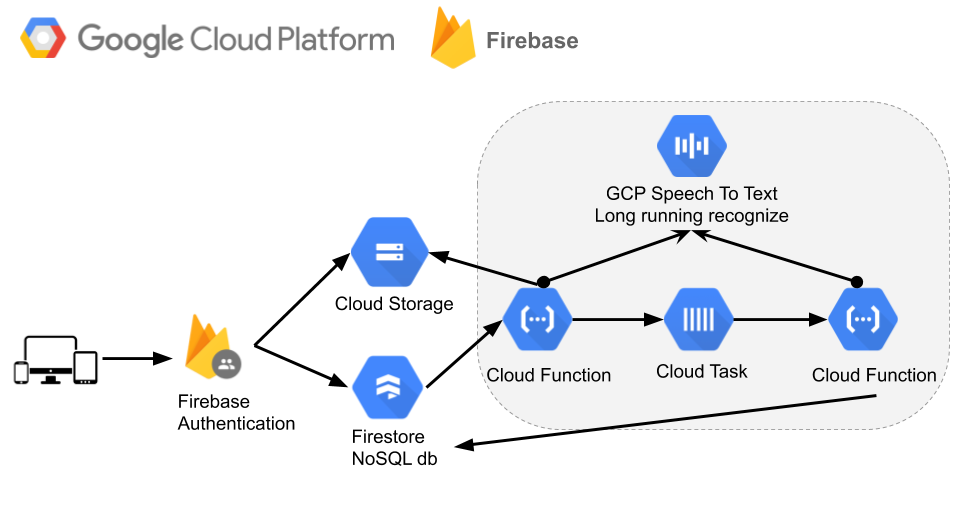 Google Cloud Platform
Firebase
GCP Speech To Text
Long running recognize
Cloud Storage
Cloud Function
Cloud Task
Cloud Function
Firebase
Authentication
Firestore
NoSQL db